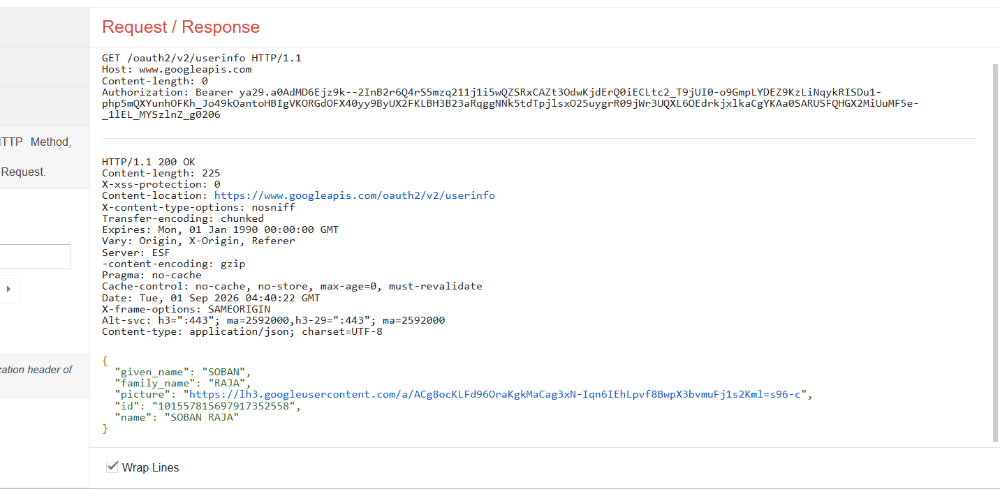 Request / Response
GET /oauth2/v2/userinfo HTTP/1.1
Host: www.googleapis.com
Content-length: 0
Authorization: Bearer ya29.a0AdMD6Ejz9k--2InB2r6Q4rS5mzq211j1i5wQZSRxCAZt3OdwKjdErQ0iECLtc2_T9jUI0-o9GmpLYDEZ9KzLiNqykRISDu1-
php5mQXYunhOFKh_Jo49kOantoHBIgVKORGdOFX40yy9ByUX2FKLBH3B23aRqggNNk5tdTpjlsxO25uygrR09jWr3UQXL6OEdrkjxlkaCgYKAa0SARUSFQHGX2MiUuMF5e-
_1lEL_MYSzlnZ_g0206
TTP Method,
Request.
HTTP/1.1 200 OK
Content-length: 225
X-xss-protection: 0
Content-location: https://www.googleapis.com/oauth2/v2/userinfo
X-content-type-options: nosniff
Transfer-encoding: chunked
Expires: Mon, 01 Jan 1990 00:00:00 GMT
Vary: Origin, X-Origin, Referer
Server: ESF
-content-encoding: gzip
Pragma: no-cache
Cache-control: no-cache, no-store, max-age=0, must-revalidate
Date: Tue, 01 Sep 2026 04:40:22 GMT
X-frame-options: SAMEORIGIN
Alt-svc: h3=":443"; ma=2592000,h3-29=":443"; ma=2592000
Content-type: application/json; charset=UTF-8
zation header of
{
"given_name": "SOBAN",
"family_name": "RAJA",
"picture": "https://lh3.googleusercontent.com/a/ACg8ocKLFd96OraKgkMaCag3xN-Iqn6IEhLpvf8BwpX3bvmuFj1s2Kml=s96-c",
"id": "101557815697917352558",
"name": "SOBAN RAJA"
}
Wrap Lines